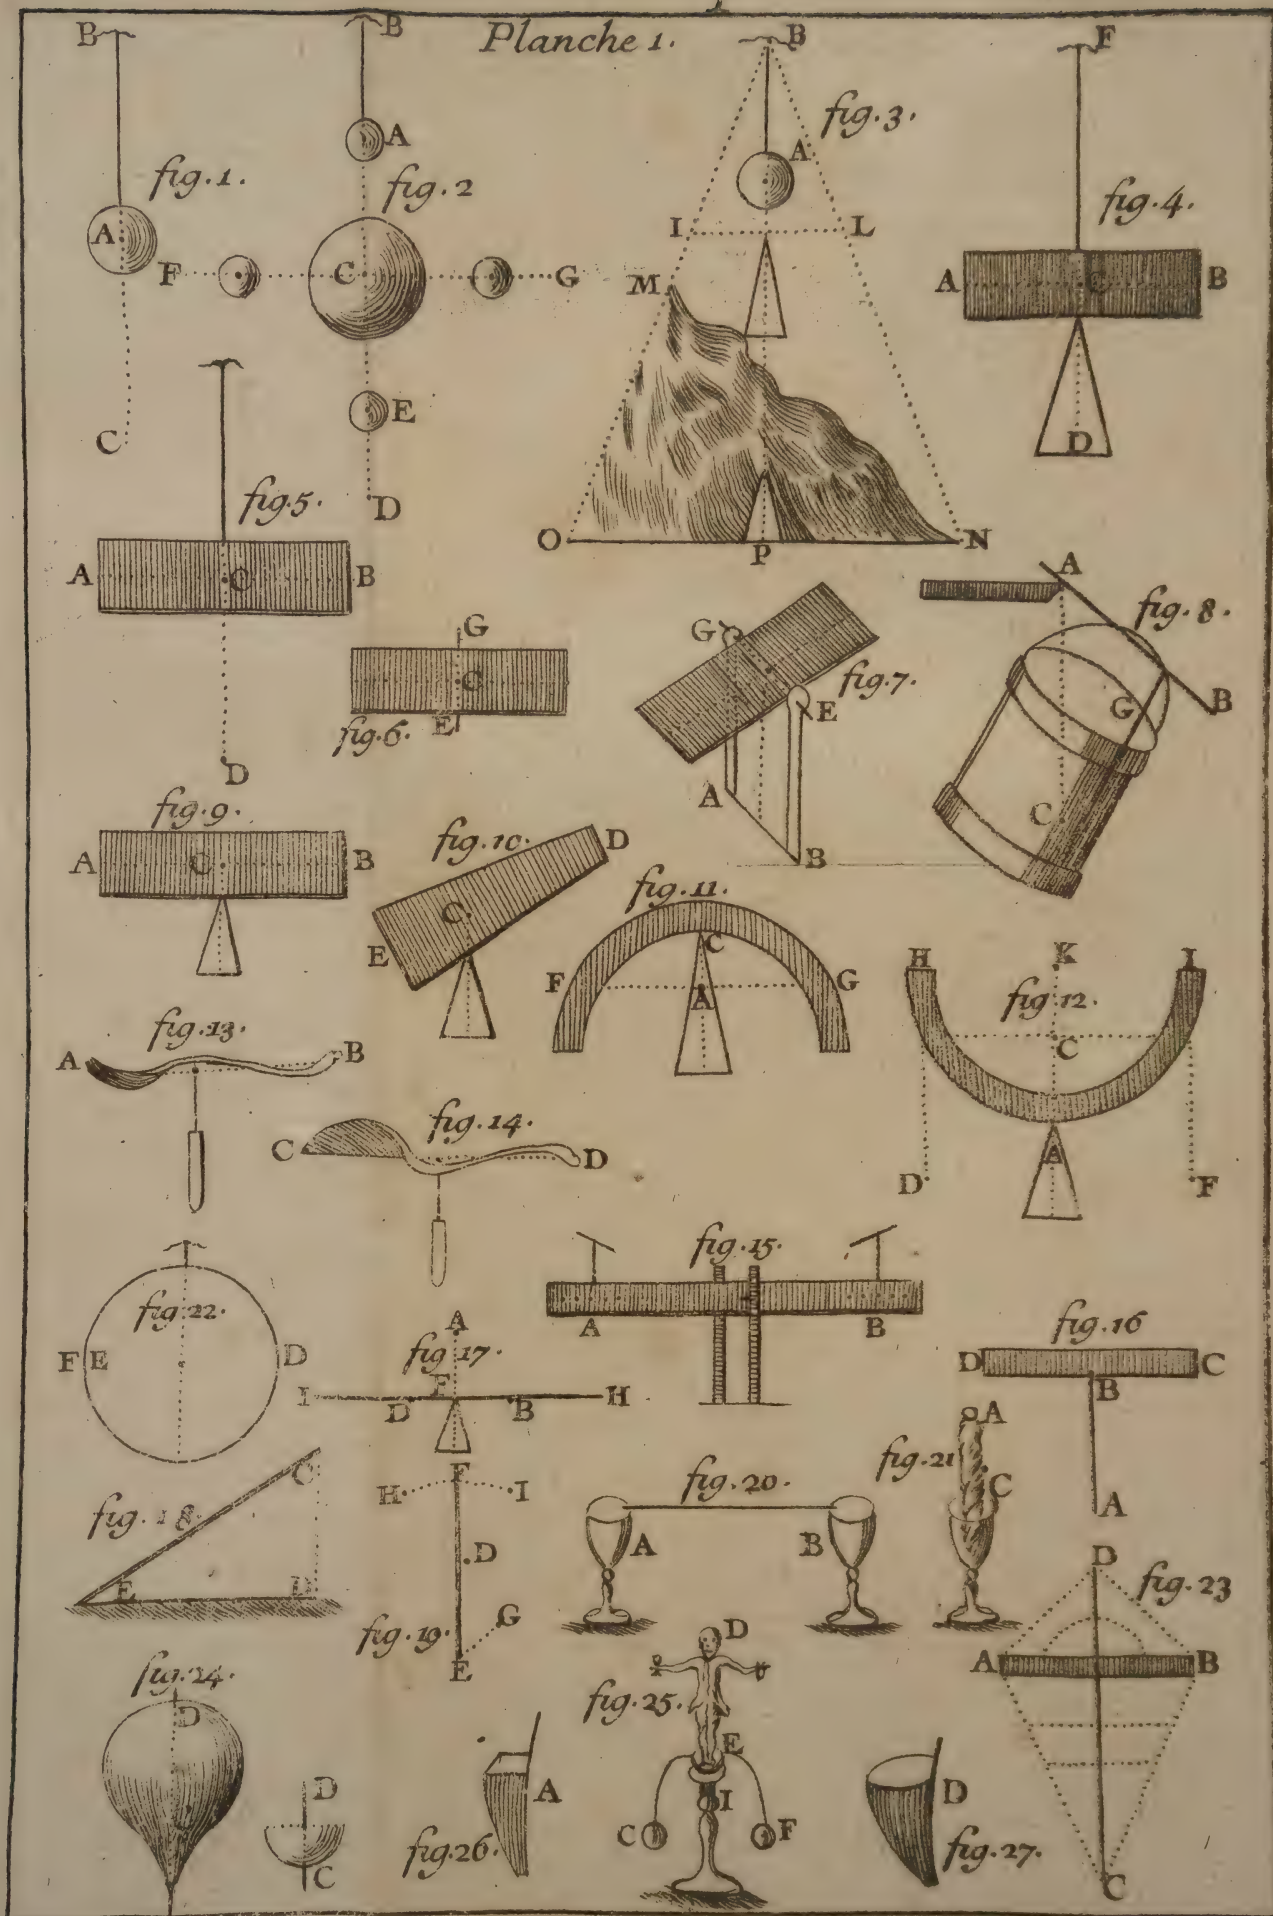 Planche 1.
B
fig. 1.
A
C
B
A
fig. 2
F
C
G
E
D
B
fig. 3.
A
I
L
M
O
P
N
F
fig. 4.
A
C
B
D
fig. 5.
A
C
B
D
G
C
fig. 6.
E
G
fig. 7.
E
A
B
A
fig. 8.
B
G
C
fig. 9.
A
C
B
fig. 10.
D
C
E
fig. 11.
C
F
G
A
H
K
I
fig. 12.
C
A
D
F
fig. 13.
A
B
fig. 14.
C
D
fig. 15.
A
B
fig. 16
D
C
B
A
fig. 22.
F E
D
A
fig. 17.
F
I
H
D
B
C
fig. 18.
E
D
F
H
I
D
G
fig. 19.
E
fig. 20.
A
B
A
fig. 21
C
D
fig. 23
A
B
C
fig. 24.
D
D
C
D
fig. 25.
E
I
C
F
A
fig. 26.
D
fig. 27.